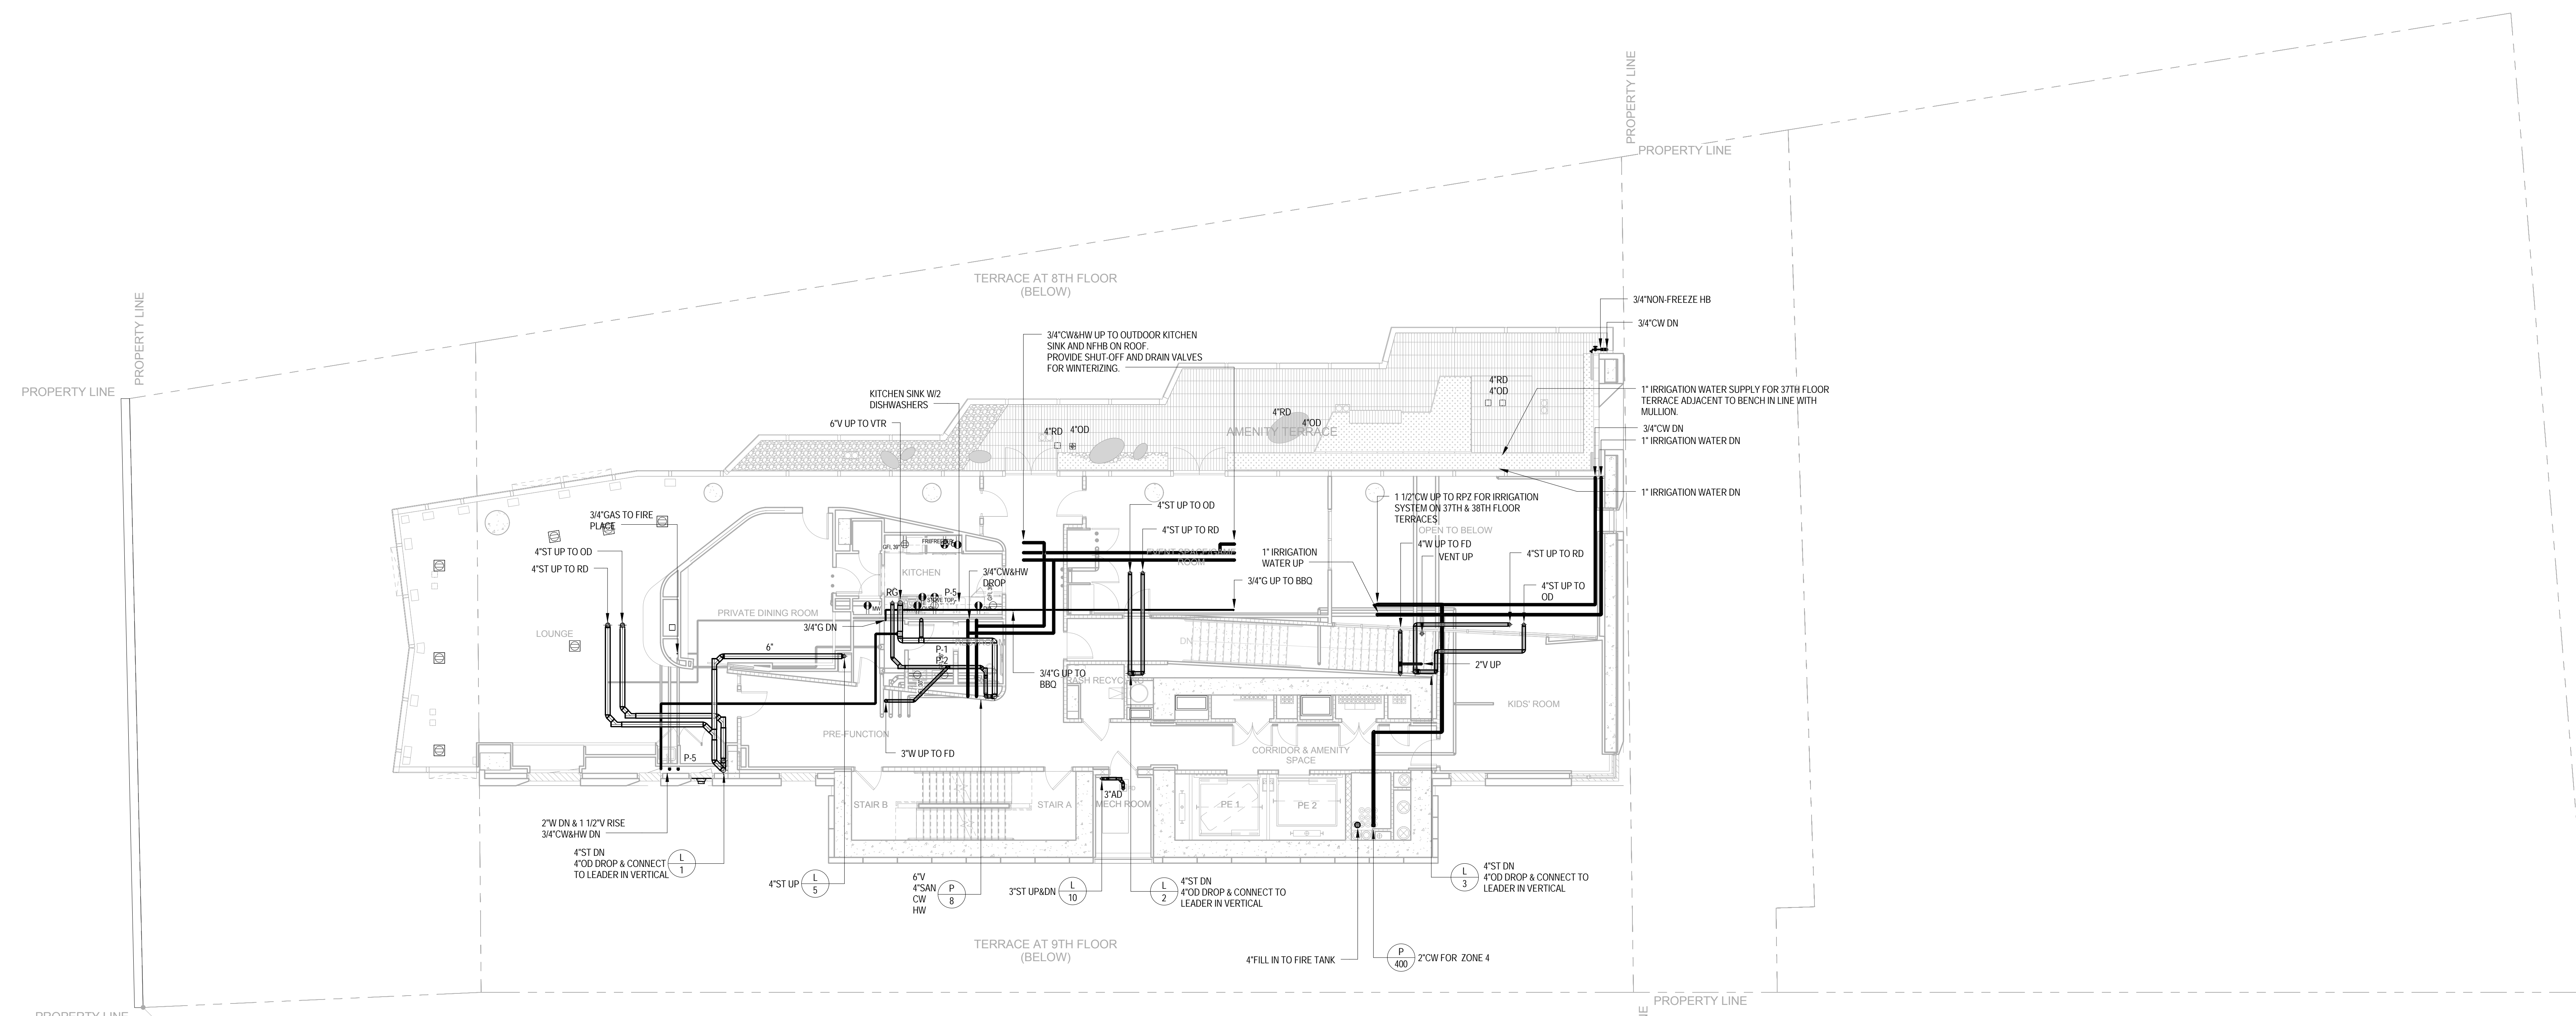 PROPERTY LINE
PROPERTY LINE
TERRACE AT 8TH FLOOR
(BELOW)
PROPERTY LINE
PROPERTY LINE
3/4"NON-FREEZE HB
3/4"CW DN
3/4"CW&HW UP TO OUTDOOR KITCHEN
SINK AND NFHB ON ROOF.
PROVIDE SHUT-OFF AND DRAIN VALVES
FOR WINTERIZING.
KITCHEN SINK W/2
DISHWASHERS
6"V UP TO VTR
4"RD
4"OD
1" IRRIGATION WATER SUPPLY FOR 37TH FLOOR
TERRACE ADJACENT TO BENCH IN LINE WITH
MULLION.
4"RD
4"OD
4"RD
4"OD
AMENITY TERRACE
3/4"CW DN
1" IRRIGATION WATER DN
1" IRRIGATION WATER DN
3/4"GAS TO FIRE
PLACE
4"ST UP TO OD
4"ST UP TO RD
4"ST UP TO OD
4"ST UP TO RD
1 1/2"CW UP TO RPZ FOR IRRIGATION
SYSTEM ON 37TH & 38TH FLOOR
TERRACES
OPEN TO BELOW
4"W UP TO FD
VENT UP
4"ST UP TO RD
4"ST UP TO
OD
1" IRRIGATION
WATER UP
ROOM
3/4"G UP TO BBQ
KITCHEN
3/4"CW&HW
DROP
RG
P-5
MW
3/4"G DN
PRIVATE DINING ROOM
LOUNGE
6"
P-1
P-2
DN
3/4"G UP TO
BBQ
TRASH RECYCLING
2"V UP
KIDS' ROOM
PRE-FUNCTION
3"W UP TO FD
CORRIDOR & AMENITY
SPACE
P-5
STAIR B
STAIR A
3"AD
MECH ROOM
PE 1
PE 2
2"W DN & 1 1/2"V RISE
3/4"CW&HW DN
4"ST DN
4"OD DROP & CONNECT
TO LEADER IN VERTICAL
L
1
4"ST UP
L
5
6"V
4"SAN
CW
HW
P
8
3"ST UP&DN
L
10
L
2
4"ST DN
4"OD DROP & CONNECT TO
LEADER IN VERTICAL
L
3
4"ST DN
4"OD DROP & CONNECT TO
LEADER IN VERTICAL
TERRACE AT 9TH FLOOR
(BELOW)
4"FILL IN TO FIRE TANK
P
400
2"CW FOR ZONE 4
PROPERTY LINE
PROPERTY LINE